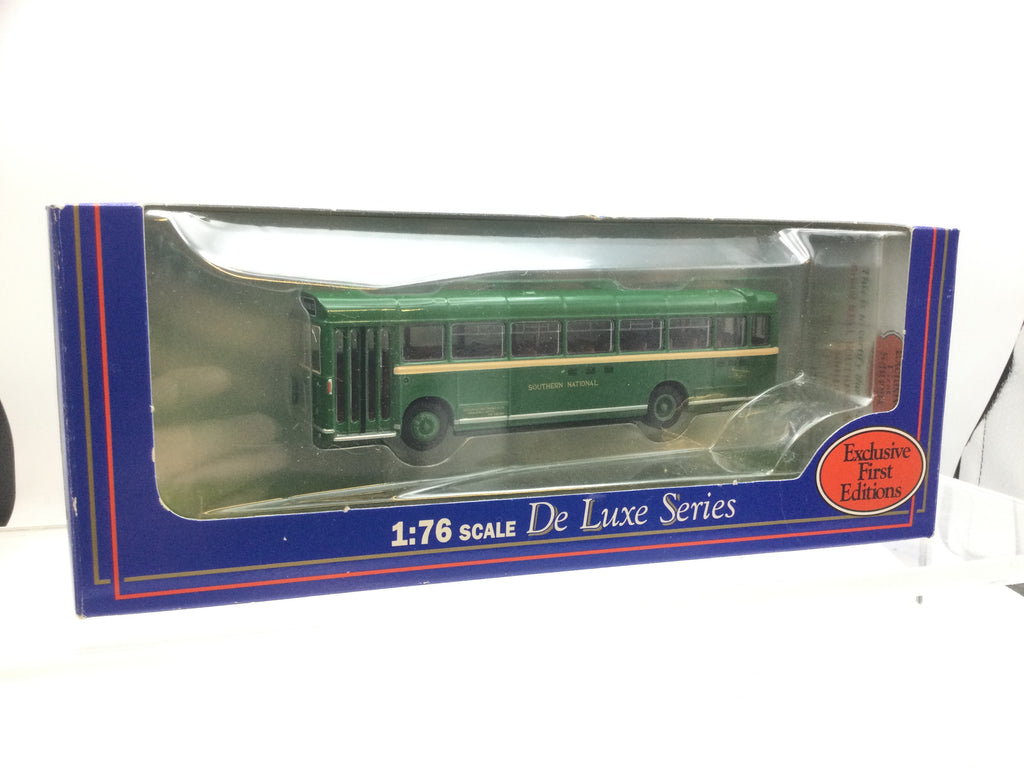 SOUTHERN NATIONAL
1:76 SCALE De Luxe Series
Exclusive
First
Editions